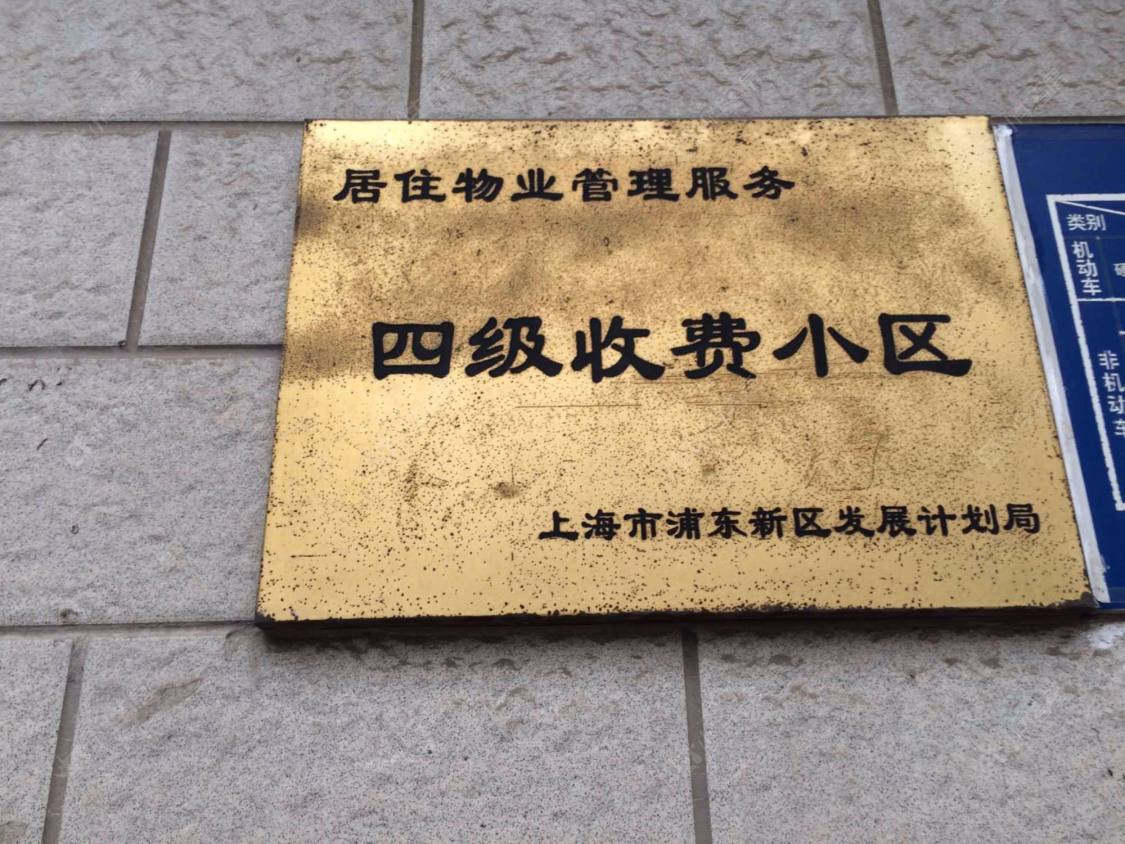 居住物业管理服务
四级收费小区
上海市浦东新区发展计划局
类别
机动车
非机动车